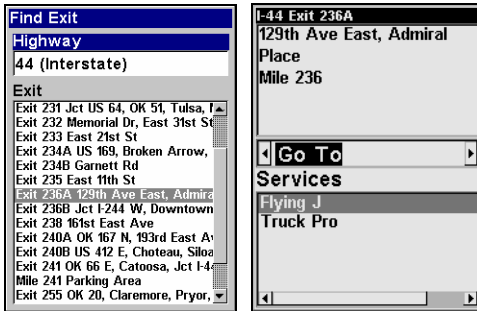 Find Exit
Highway
44 (Interstate)
Exit
Exit 231 Jct US 64, OK 51, Tulsa,
Exit 232 Memorial Dr, East 31st St
Exit 233 East 21st St
Exit 234A US 169, Broken Arrow,
Exit 234B Garnett Rd
Exit 235 East 11th St
Exit 236A 129th Ave East, Admira
Exit 236B Jct I-244 W, Downtown
Exit 238 161st East Ave
Exit 240A OK 167 N, 193rd East Av
Exit 240B US 412 E, Choteau, Siloa
Exit 241 OK 66 E, Catoosa, Jct I-44
Mile 241 Parking Area
Exit 255 OK 20, Claremore, Pryor,
I-44 Exit 236A
129th Ave East, Admiral
Place
Mile 236
Go To
Services
Flying J
Truck Pro